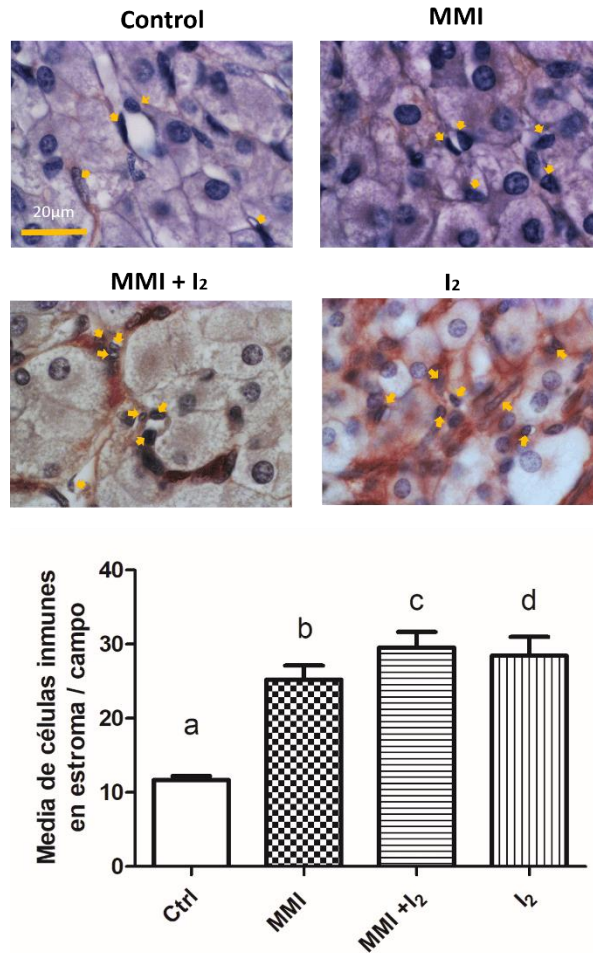 Control
MMI
20µm
MMI + I₂
I₂
Media de células inmunes
en estroma / campo
40
30
20
10
0
a
b
c
d
Ctrl
MMI
MMI +I₂
I₂